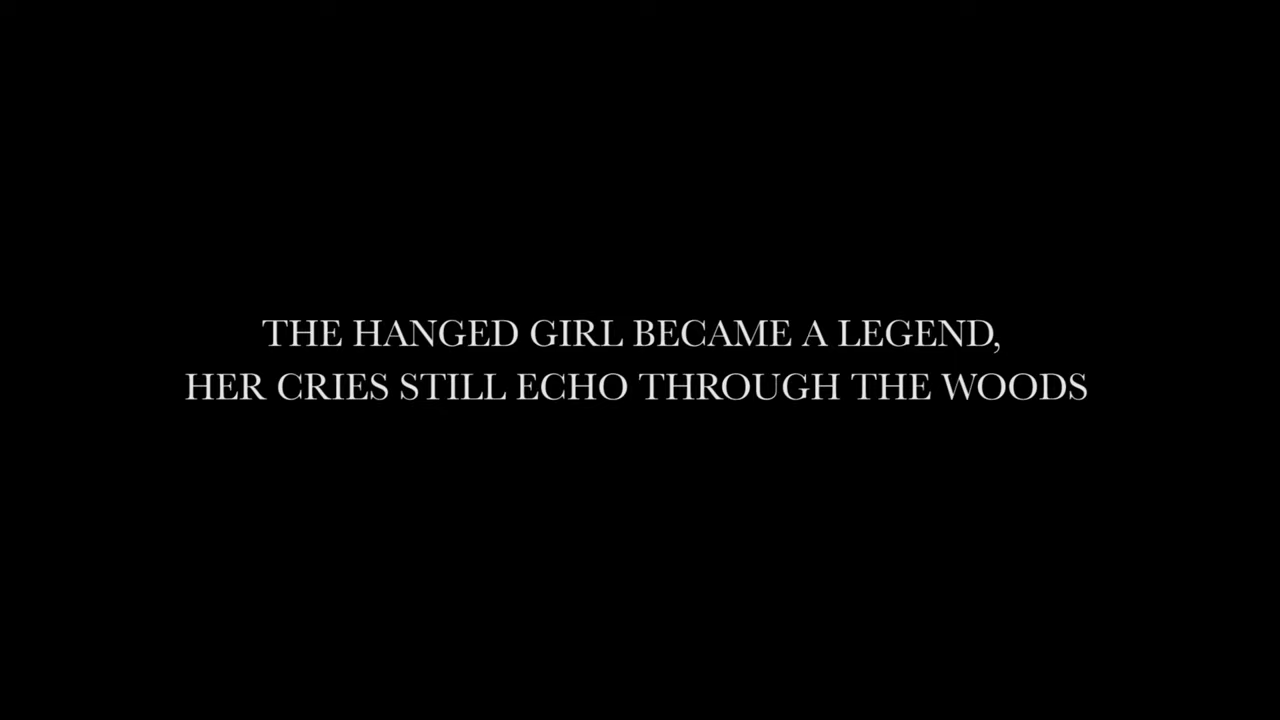 THE HANGED GIRL BECAME A LEGEND,
HER CRIES STILL ECHO THROUGH THE WOODS